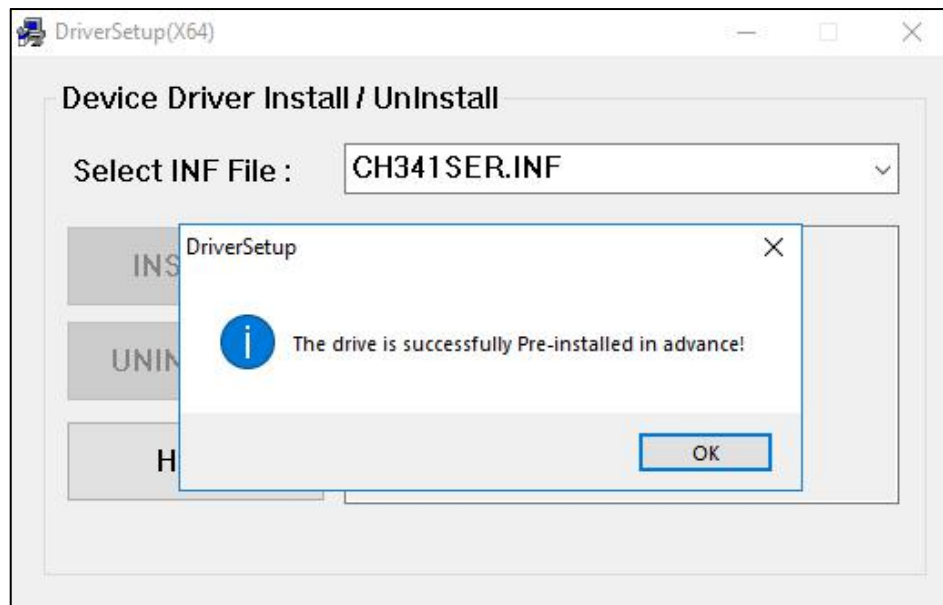 DriverSetup(X64)
Device Driver Install / UnInstall
Select INF File :
CH341SER.INF
DriverSetup
The drive is successfully Pre-installed in advance!
OK